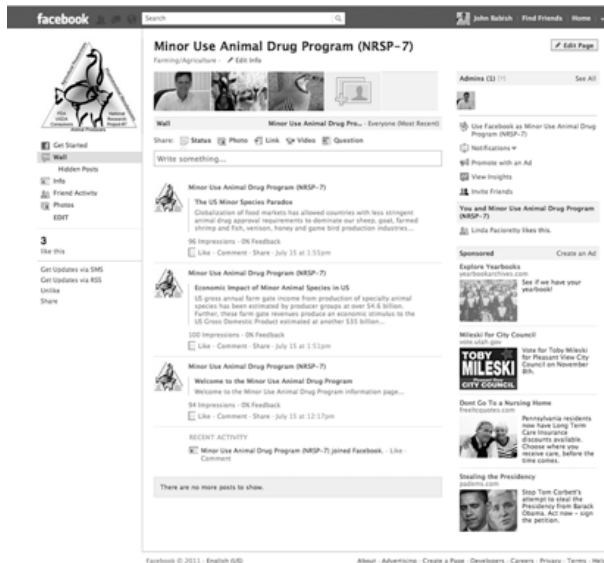 facebook
Search
John Babish Find Friends Home
Minor Use Animal Drug Program (NRSP-7)
Farming/Agriculture · Edit Info
Edit Page
FDA
USDA
Consumers
National
Research
Project #7
Animal Producers
Get Started
Wall
Hidden Posts
Info
Friend Activity
Photos
EDIT
3
like this
Get Updates via SMS
Get Updates via RSS
Unlike
Share
Wall Minor Use Animal Drug Pro... · Everyone (Most Recent)
Share: Status Photo Link Video Question
Write something...
Minor Use Animal Drug Program (NRSP-7)
The US Minor Species Paradox
Globalization of food markets has allowed countries with less stringent
animal drug approval requirements to dominate our sheep, goat, farmed
shrimp and fish, venison, honey and game bird production industries...
96 Impressions · 0% Feedback
Like · Comment · Share · July 15 at 1:55pm
Minor Use Animal Drug Program (NRSP-7)
Economic Impact of Minor Animal Species in US
US gross annual farm gate income from production of specialty animal
species has been estimated by producer groups at over $4.6 billion.
Further, these farm gate revenues produce an economic stimulus to the
US Gross Domestic Product estimated at another $35 billion...
100 Impressions · 0% Feedback
Like · Comment · Share · July 15 at 1:51pm
Minor Use Animal Drug Program (NRSP-7)
Welcome to the Minor Use Animal Drug Program
Welcome to the Minor Use Animal Drug Program information page...
94 Impressions · 0% Feedback
Like · Comment · Share · July 15 at 12:17pm
RECENT ACTIVITY
Minor Use Animal Drug Program (NRSP-7) joined Facebook. · Like ·
Comment
There are no more posts to show.
Admins (1) [?] See All
Use Facebook as Minor Use Animal
Drug Program (NRSP-7)
Notifications
Promote with an Ad
View Insights
Invite Friends
You and Minor Use Animal Drug Program
(NRSP-7)
Linda Pacioretty likes this.
Sponsored Create an Ad
Explore Yearbooks
yearbookarchives.com
See if we have your
yearbook!
Mileski for City Council
vote.utah.gov
TOBY
MILESKI
CITY COUNCIL
Vote for Toby Mileski
for Pleasant View City
Council on November
8th.
Dont Go To a Nursing Home
freeltcquotes.com
Pennsylvania residents
now have Long Term
Care Insurance
discounts available.
Choose where you
receive care, before the
time comes.
Stealing the Presidency
padems.com
Stop Tom Corbett's
attempt to steal the
Presidency from Barack
Obama. Act now - sign
the petition.
Facebook © 2011 · English (US)
About · Advertising · Create a Page · Developers · Careers · Privacy · Terms · Help